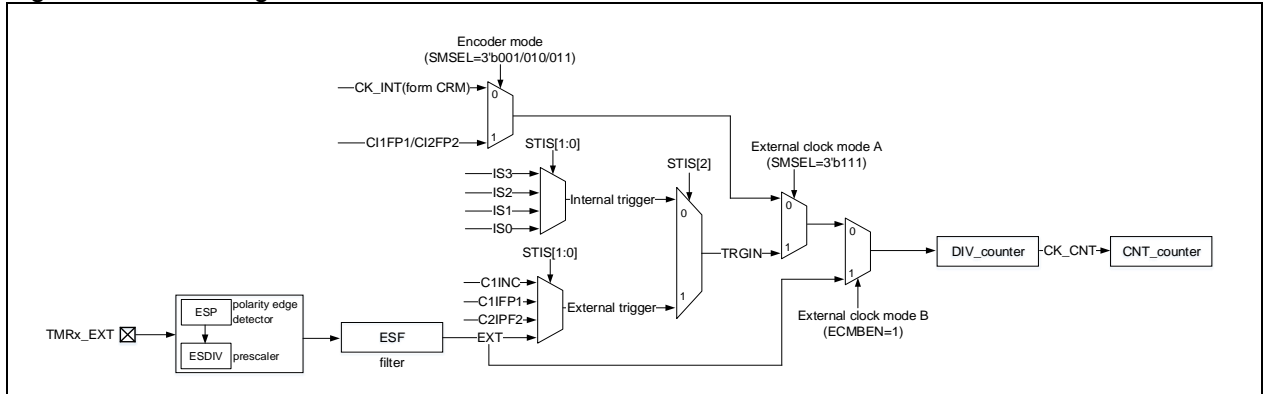 Encoder mode
(SMSEL=3'b001/010/011)
CK_INT(form CRM)
0
1
CI1FP1/CI2FP2
STIS[1:0]
IS3
IS2
IS1
IS0
Internal trigger
STIS[2]
0
1
External clock mode A
(SMSEL=3'b111)
0
1
TRGIN
0
1
DIV_counter
CK_CNT
CNT_counter
STIS[1:0]
C1INC
C1IFP1
C2IPF2
EXT
External trigger
External clock mode B
(ECMBEN=1)
TMRx_EXT
ESP
polarity edge
detector
ESDIV
prescaler
ESF
filter